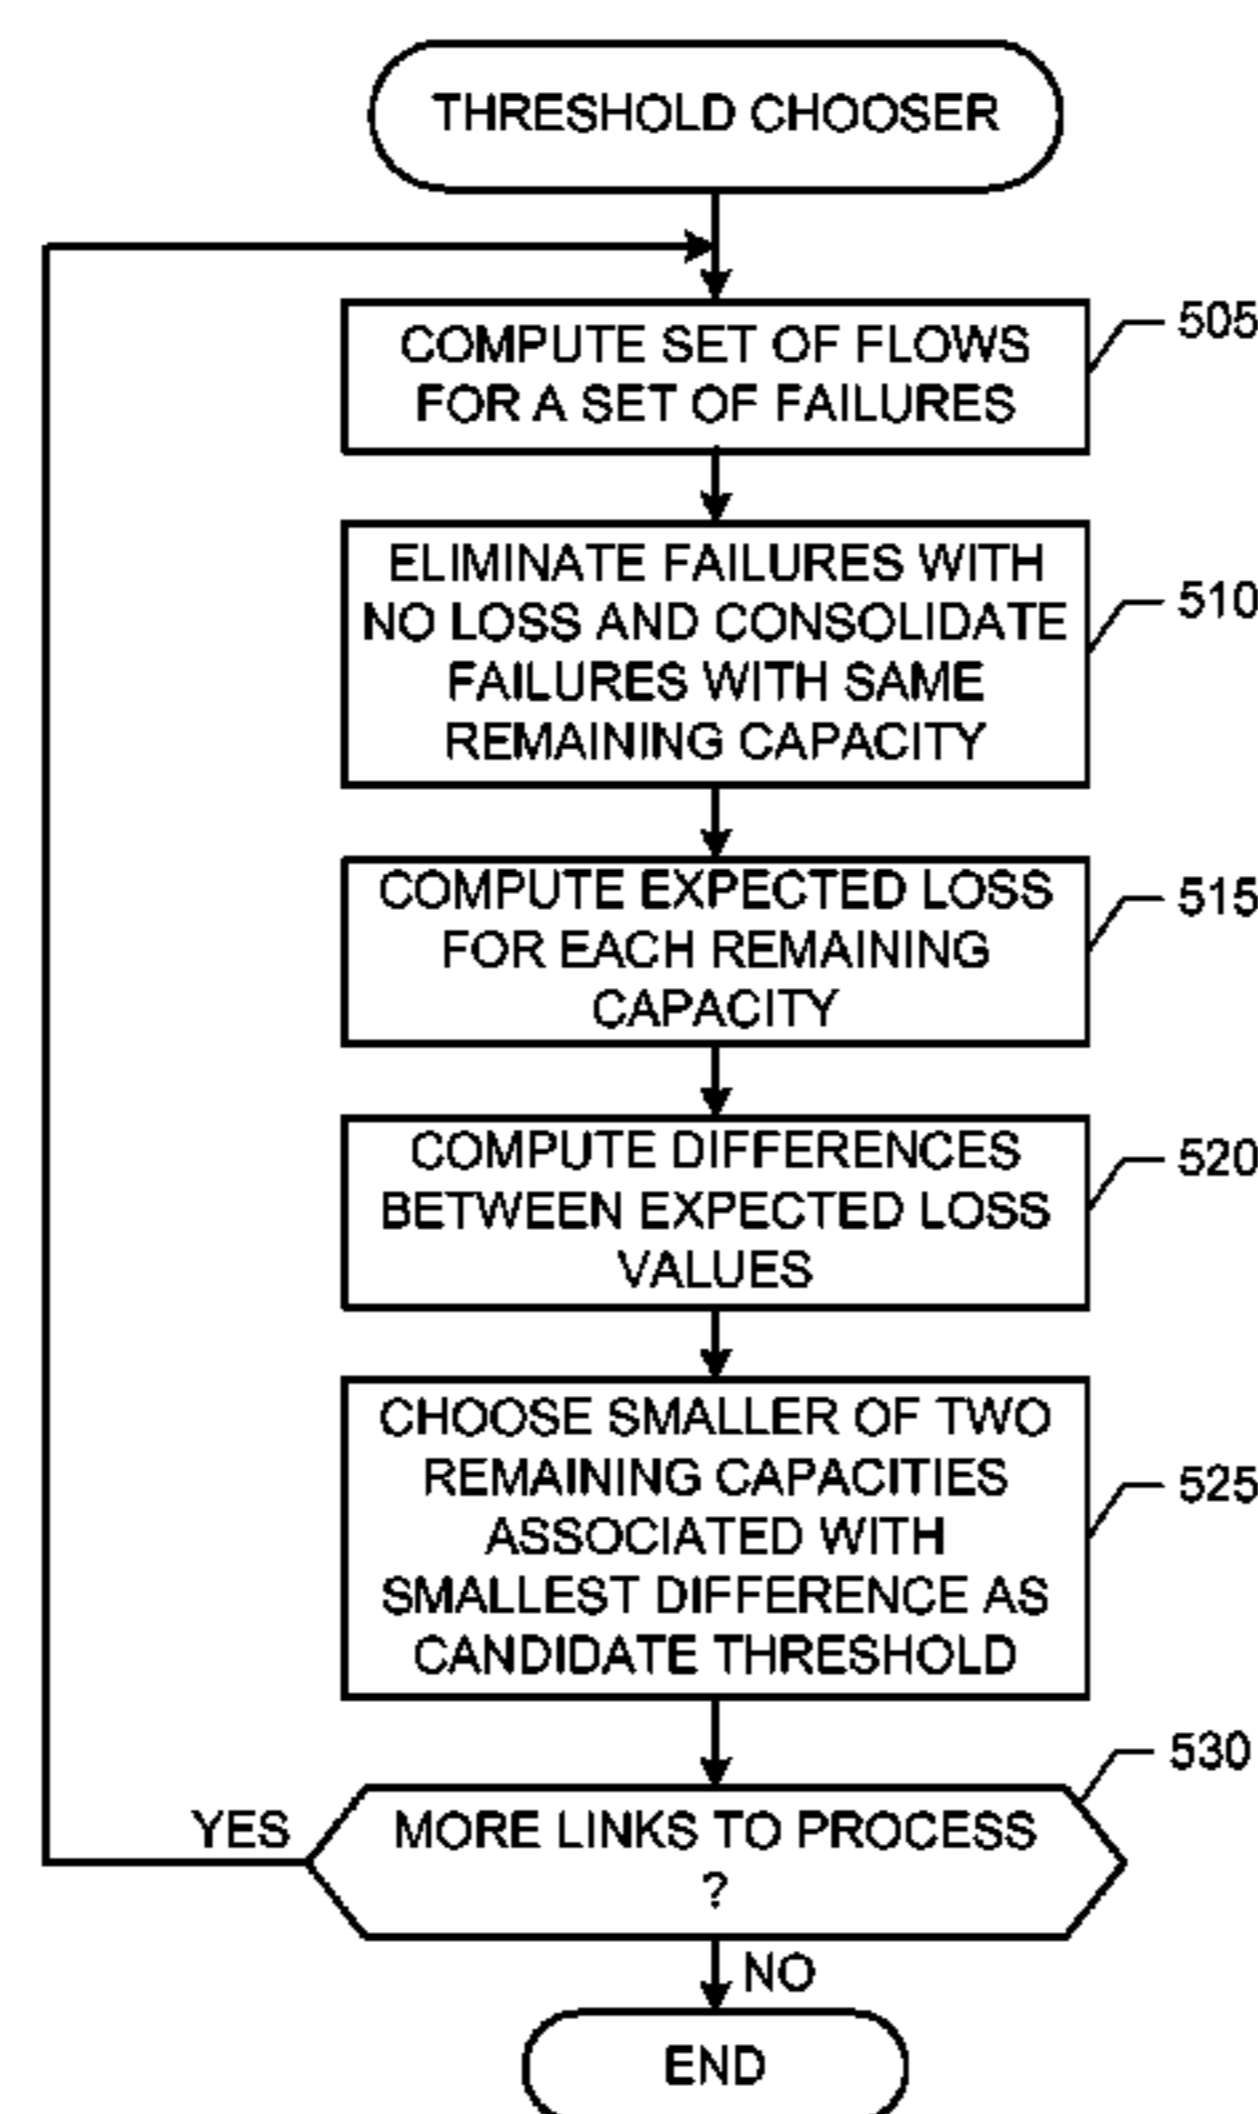 THRESHOLD CHOOSER
COMPUTE SET OF FLOWS
FOR A SET OF FAILURES
505
ELIMINATE FAILURES WITH
NO LOSS AND CONSOLIDATE
FAILURES WITH SAME
REMAINING CAPACITY
510
COMPUTE EXPECTED LOSS
FOR EACH REMAINING
CAPACITY
515
COMPUTE DIFFERENCES
BETWEEN EXPECTED LOSS
VALUES
520
CHOOSE SMALLER OF TWO
REMAINING CAPACITIES
ASSOCIATED WITH
SMALLEST DIFFERENCE AS
CANDIDATE THRESHOLD
525
530
YES
MORE LINKS TO PROCESS
?
NO
END